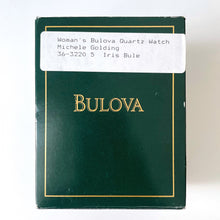 Woman's Bulova Quartz Watch
Michele Golding
36-3220 5 Iris Bule
BULOVA